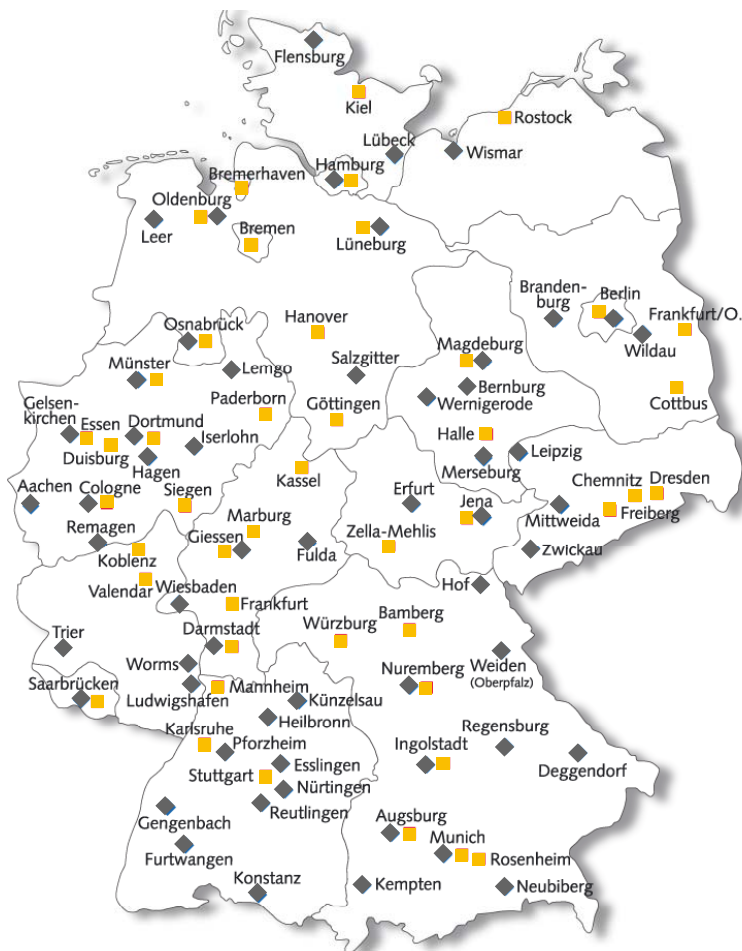 Flensburg
Kiel
Rostock
Lübeck
Wismar
Hamburg
Bremerhaven
Oldenburg
Leer
Bremen
Lüneburg
Branden-
burg
Berlin
Frankfurt/O.
Wildau
Hanover
Osnabrück
Salzgitter
Magdeburg
Münster
Lemgo
Bernburg
Wernigerode
Cottbus
Paderborn
Göttingen
Gelsen-
kirchen
Essen
Dortmund
Iserlohn
Duisburg
Hagen
Halle
Merseburg
Leipzig
Kassel
Chemnitz
Dresden
Freiberg
Mittweida
Aachen
Cologne
Siegen
Erfurt
Jena
Remagen
Marburg
Giessen
Fulda
Zella-Mehlis
Zwickau
Koblenz
Valendar
Wiesbaden
Hof
Frankfurt
Würzburg
Bamberg
Trier
Darmstadt
Worms
Weiden
(Oberpfalz)
Nuremberg
Saarbrücken
Ludwigshafen
Mannheim
Künzelsau
Heilbronn
Karlsruhe
Pforzheim
Regensburg
Ingolstadt
Deggendorf
Stuttgart
Esslingen
Nürtingen
Reutlingen
Gengenbach
Augsburg
Munich
Rosenheim
Furtwangen
Konstanz
Kempten
Neubiberg